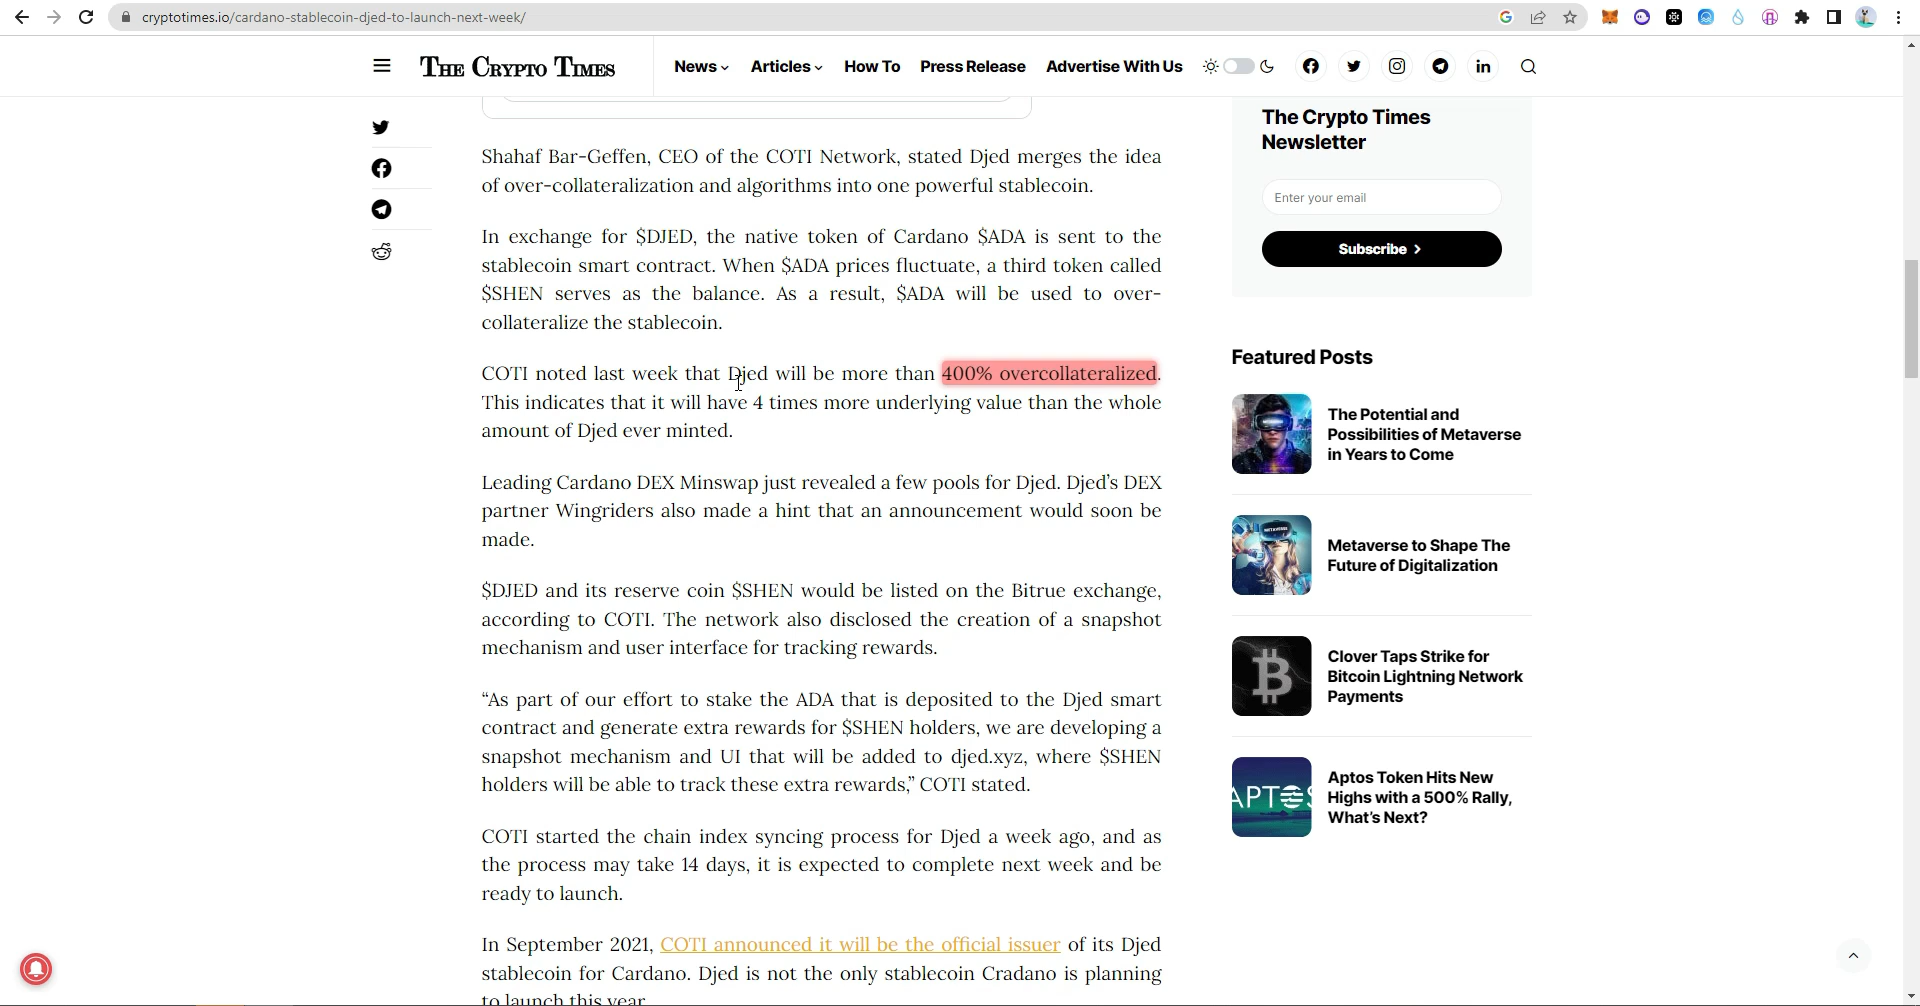 cryptotimes.io/cardano-stablecoin-djed-to-launch-next-week/
THE CRYPTO TIMES
News
Articles
How To
Press Release
Advertise With Us
Shahaf Bar-Geffen, CEO of the COTI Network, stated Djed merges the idea
of over-collateralization and algorithms into one powerful stablecoin.
In exchange for $DJED, the native token of Cardano $ADA is sent to the
stablecoin smart contract. When $ADA prices fluctuate, a third token called
$SHEN serves as the balance. As a result, $ADA will be used to over-
collateralize the stablecoin.
COTI noted last week that Djed will be more than 400% overcollateralized.
This indicates that it will have 4 times more underlying value than the whole
amount of Djed ever minted.
Leading Cardano DEX Minswap just revealed a few pools for Djed. Djed’s DEX
partner Wingriders also made a hint that an announcement would soon be
made.
$DJED and its reserve coin $SHEN would be listed on the Bitrue exchange,
according to COTI. The network also disclosed the creation of a snapshot
mechanism and user interface for tracking rewards.
“As part of our effort to stake the ADA that is deposited to the Djed smart
contract and generate extra rewards for $SHEN holders, we are developing a
snapshot mechanism and UI that will be added to djed.xyz, where $SHEN
holders will be able to track these extra rewards,” COTI stated.
COTI started the chain index syncing process for Djed a week ago, and as
the process may take 14 days, it is expected to complete next week and be
ready to launch.
In September 2021, COTI announced it will be the official issuer of its Djed
stablecoin for Cardano. Djed is not the only stablecoin Cradano is planning
to launch this year.
The Crypto Times
Newsletter
Enter your email
Subscribe
Featured Posts
The Potential and
Possibilities of Metaverse
in Years to Come
METAVERSE
Metaverse to Shape The
Future of Digitalization
Clover Taps Strike for
Bitcoin Lightning Network
Payments
APTOS
Aptos Token Hits New
Highs with a 500% Rally,
What’s Next?